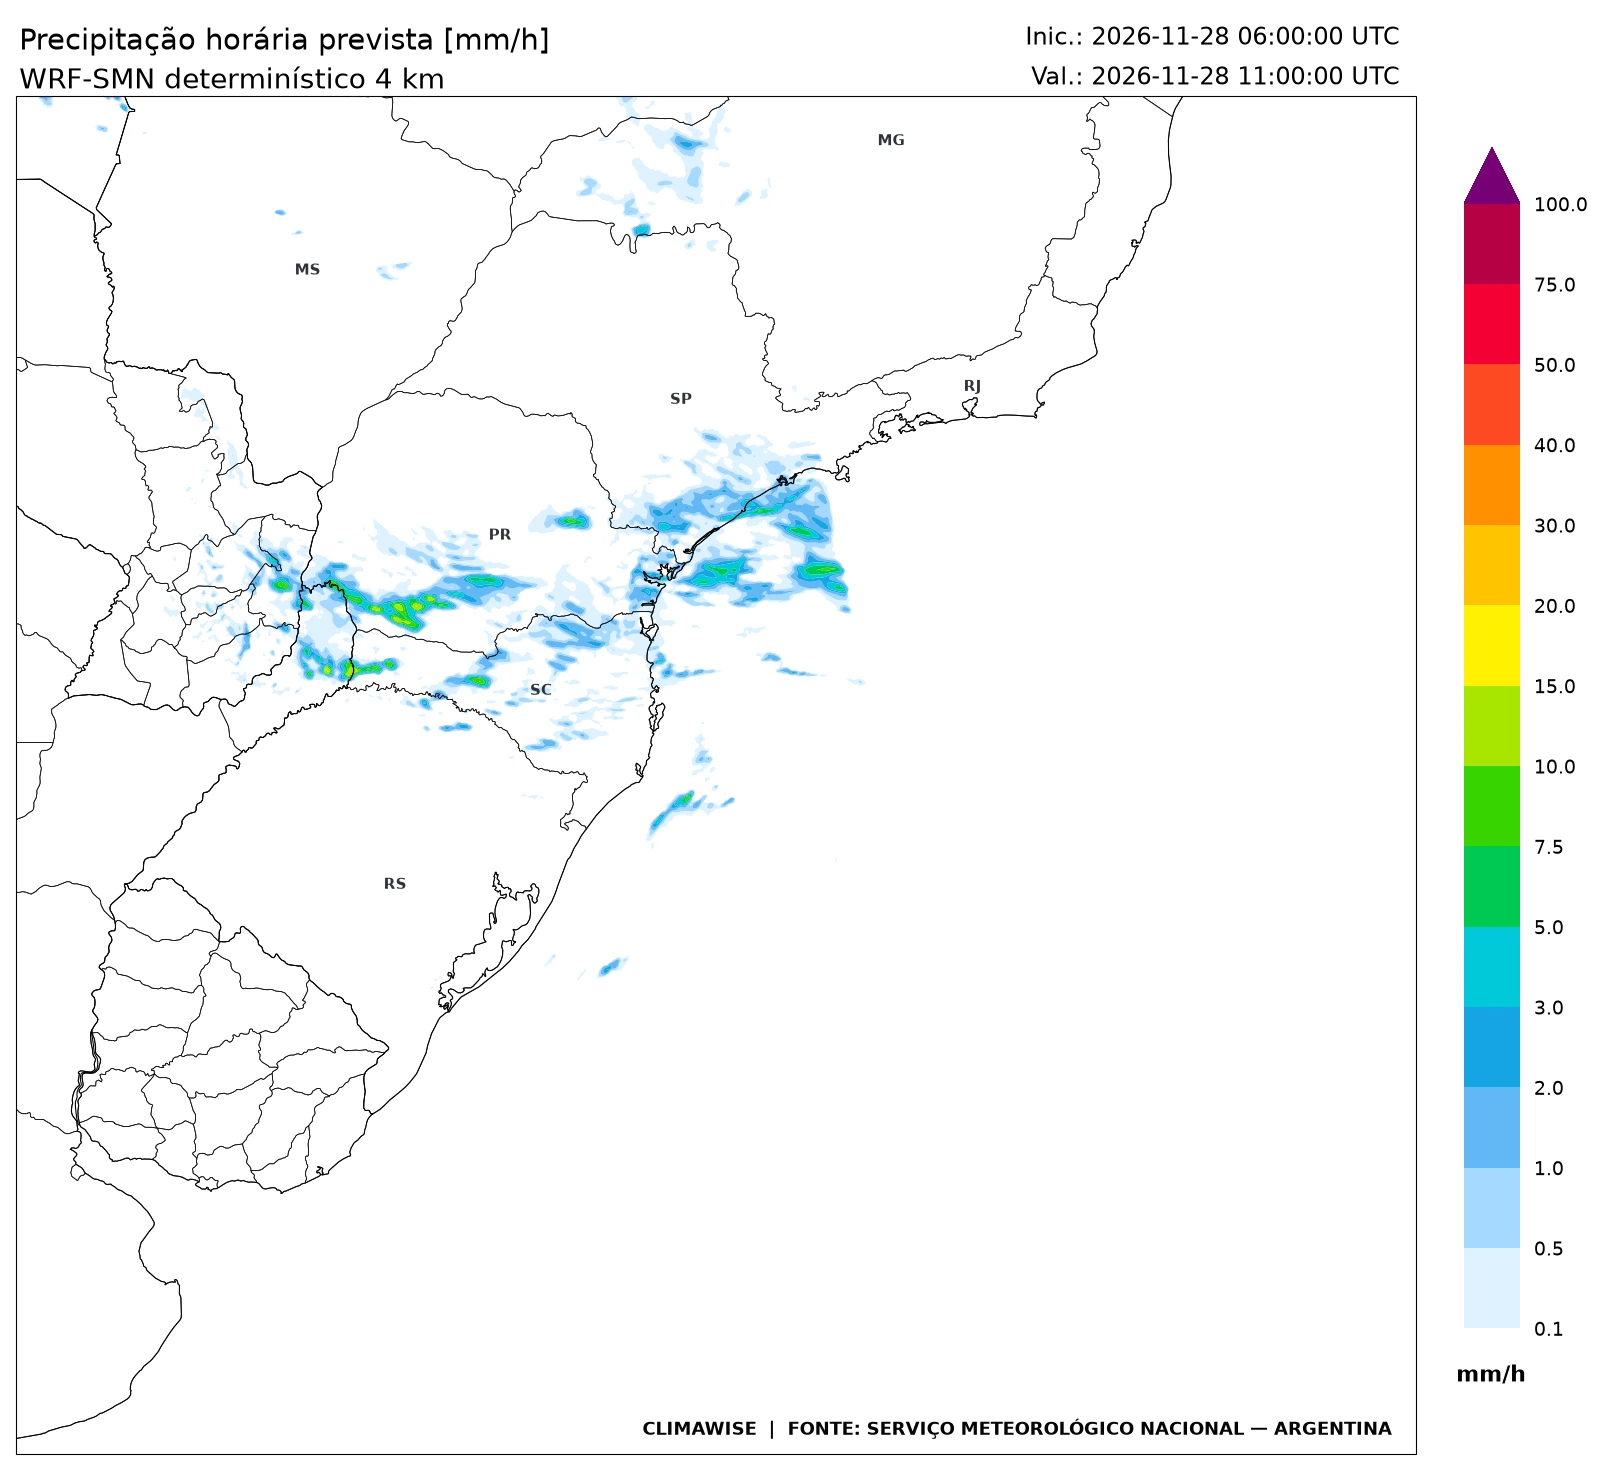 Precipitação horária prevista [mm/h]
WRF-SMN determinístico 4 km
Inic.: 2026-11-28 06:00:00 UTC
Val.: 2026-11-28 11:00:00 UTC
MG
MS
RJ
SP
PR
SC
RS
100.0
75.0
50.0
40.0
30.0
20.0
15.0
10.0
7.5
5.0
3.0
2.0
1.0
0.5
0.1
mm/h
CLIMAWISE | FONTE: SERVIÇO METEOROLÓGICO NACIONAL — ARGENTINA